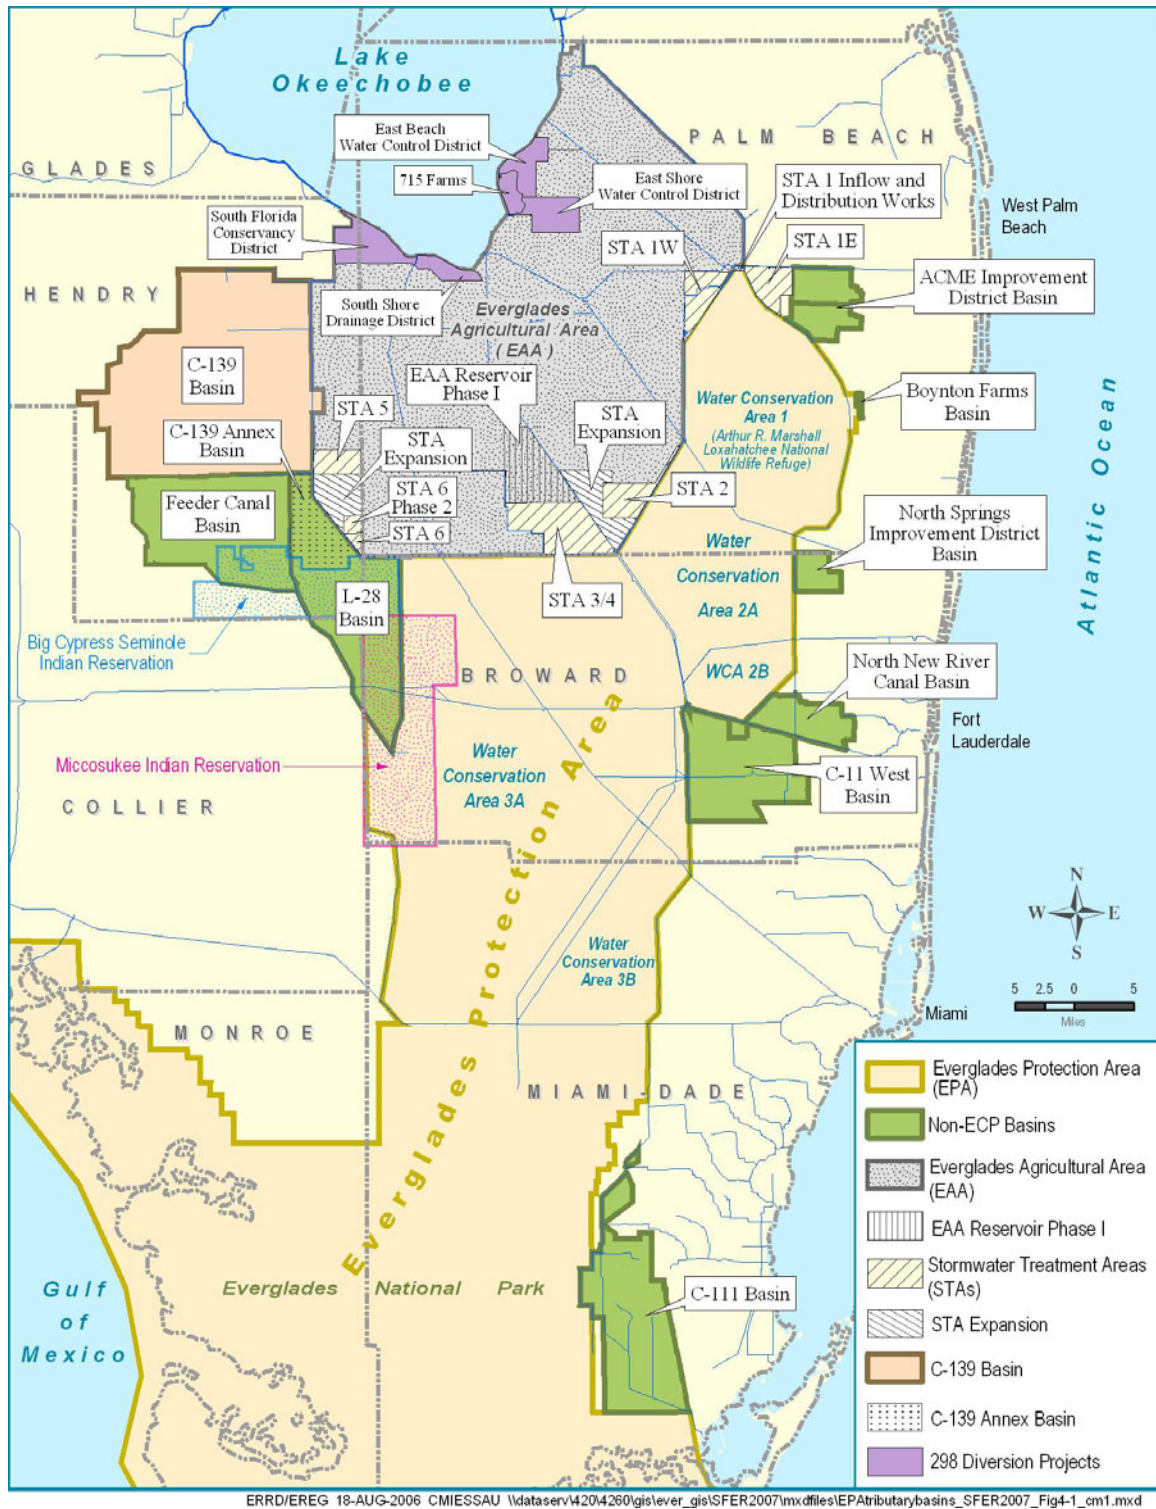 Lake
Okeechobee
East Beach
Water Control District
PALM BEACH
GLADES
715 Farms
East Shore
Water Control District
STA 1 Inflow and
Distribution Works
West Palm
Beach
South Florida
Conservancy
District
STA 1W
STA 1E
ACME Improvement
District Basin
HENDRY
South Shore
Drainage District
Everglades
Agricultural Area
(EAA)
C-139
Basin
EAA Reservoir
Phase I
Boynton Farms
Basin
Water Conservation
Area 1
(Arthur R. Marshall
Loxahatchee National
Wildlife Refuge)
STA 5
STA
Expansion
C-139 Annex
Basin
STA
Expansion
Atlantic Ocean
Feeder Canal
Basin
STA 6
Phase 2
STA 2
North Springs
Improvement District
Basin
STA 6
Water
Conservation
Area 2A
L-28
Basin
STA 3/4
Big Cypress Seminole
Indian Reservation
BROWARD
WCA 2B
North New River
Canal Basin
Fort
Lauderdale
Miccosukee Indian Reservation
Water
Conservation
Area 3A
C-11 West
Basin
COLLIER
Everglades Protection Area
N
W E
S
Water
Conservation
Area 3B
5 2.5 0 5
Miles
Miami
MONROE
MIAMI-DADE
Everglades Protection Area
(EPA)
Non-ECP Basins
Everglades Agricultural Area
(EAA)
EAA Reservoir Phase I
Stormwater Treatment Areas
(STAs)
STA Expansion
C-139 Basin
C-139 Annex Basin
298 Diversion Projects
Gulf
of
Mexico
Everglades National Park
C-111 Basin
ERRD/EREG 18-AUG-2006 CMIESSAU \\dataserv\420\4260\gis\ever_gis\SFER2007\mxdfiles\EPAtributarybasins_SFER2007_Fig4-1_cm1.mxd